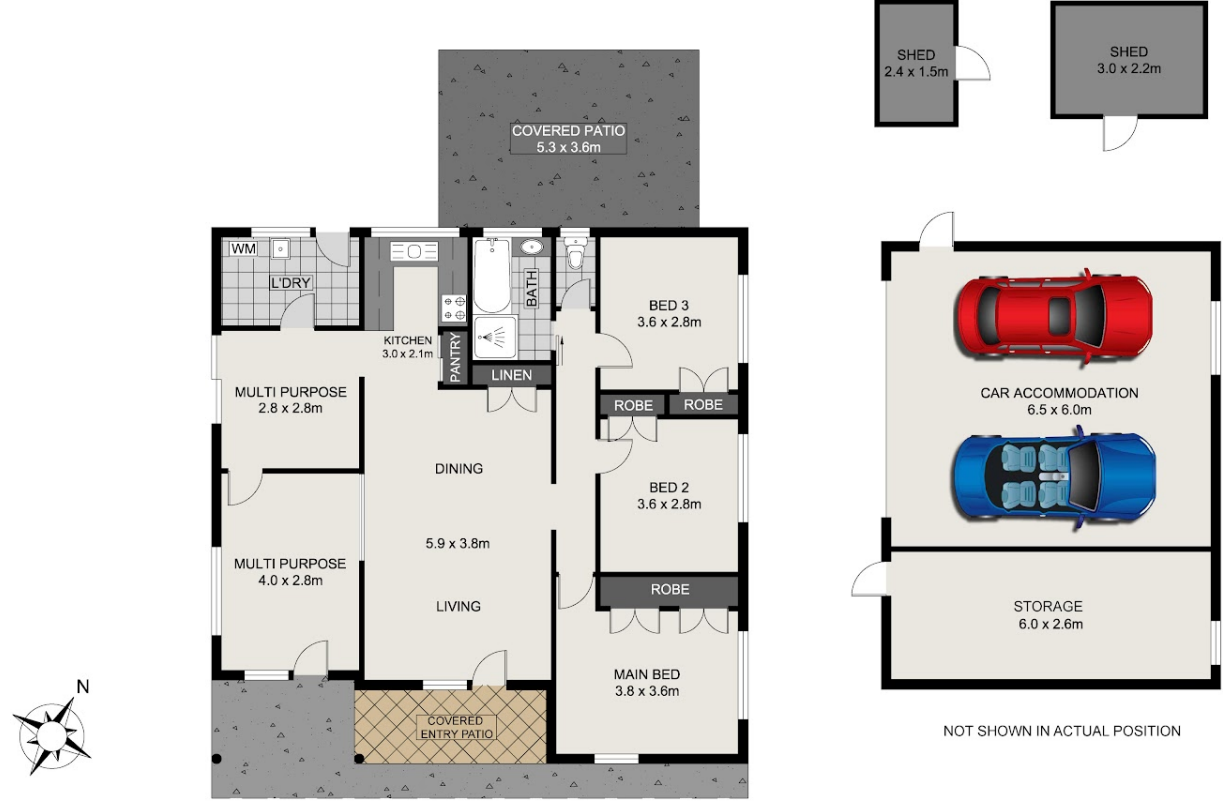 SHED
2.4 x 1.5m
SHED
3.0 x 2.2m
COVERED PATIO
5.3 x 3.6m
WM
L'DRY
BATH
KITCHEN
3.0 x 2.1m
PANTRY
LINEN
BED 3
3.6 x 2.8m
ROBE
ROBE
MULTI PURPOSE
2.8 x 2.8m
DINING
5.9 x 3.8m
LIVING
BED 2
3.6 x 2.8m
MULTI PURPOSE
4.0 x 2.8m
ROBE
MAIN BED
3.8 x 3.6m
COVERED
ENTRY PATIO
CAR ACCOMMODATION
6.5 x 6.0m
STORAGE
6.0 x 2.6m
N
NOT SHOWN IN ACTUAL POSITION